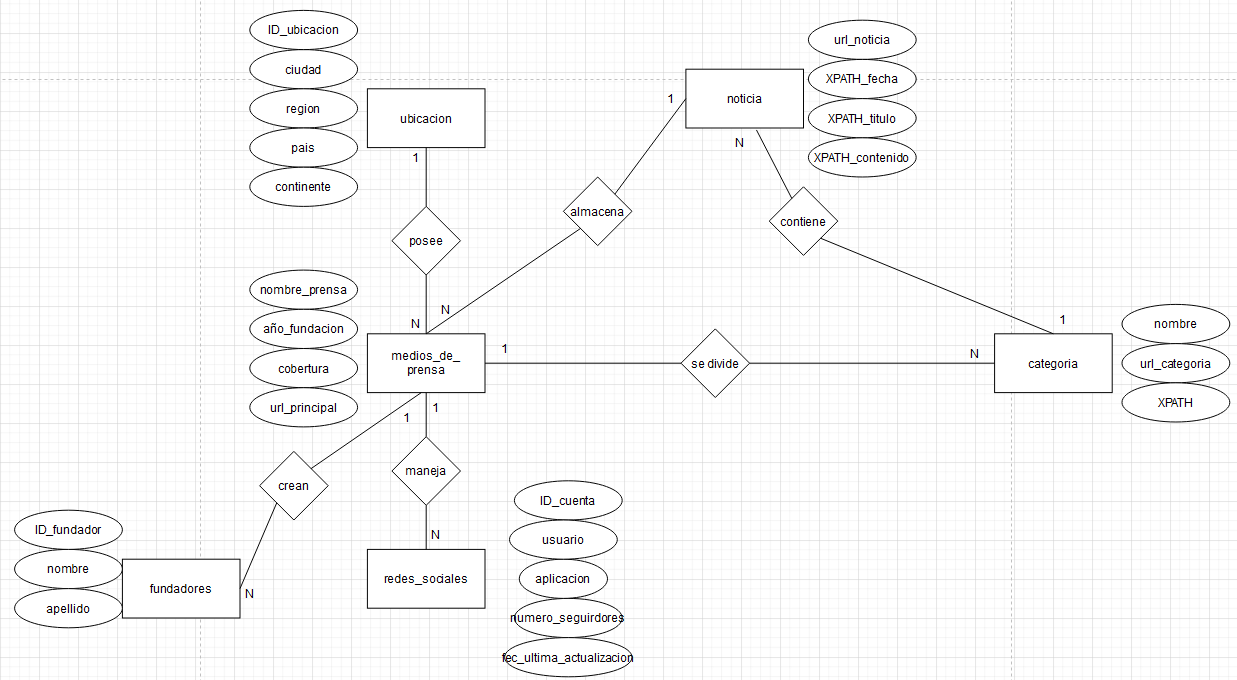 ID_ubicacion
ciudad
region
pais
continente
ubicacion
1
posee
N
nombre_prensa
año_fundacion
cobertura
url_principal
medios_de_
prensa
N
almacena
1
noticia
url_noticia
XPATH_fecha
XPATH_titulo
XPATH_contenido
N
contiene
1
1
se divide
N
categoria
nombre
url_categoria
XPATH
1
crean
N
ID_fundador
nombre
apellido
fundadores
1
maneja
N
redes_sociales
ID_cuenta
usuario
aplicacion
numero_seguirdores
fec_ultima_actualizacion